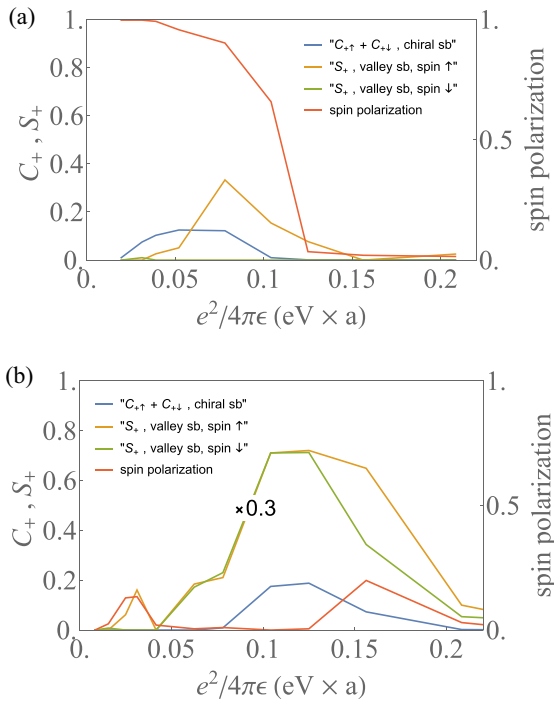 (a)
1.
0.8
0.6
0.4
0.2
0.
C₊ , S₊
"C₊↑ + C₊↓ , chiral sb"
"S₊ , valley sb, spin ↑"
"S₊ , valley sb, spin ↓"
spin polarization
1.
0.5
0.
spin polarization
0. 0.05 0.1 0.15 0.2
e²/4πϵ (eV × a)
(b)
1.
0.8
0.6
0.4
0.2
0.
C₊ , S₊
"C₊↑ + C₊↓ , chiral sb"
"S₊ , valley sb, spin ↑"
"S₊ , valley sb, spin ↓"
spin polarization
×0.3
1.
0.5
0.
spin polarization
0. 0.05 0.1 0.15 0.2
e²/4πϵ (eV × a)